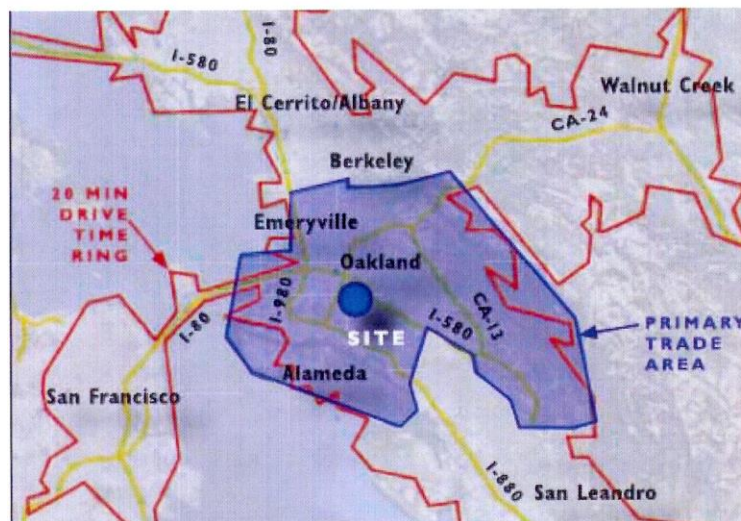 I-580
I-80
El Cerrito/Albany
Walnut Creek
CA-24
Berkeley
20 MIN
DRIVE
TIME
RING
Emeryville
Oakland
I-980
I-80
SITE
I-580
CA-13
PRIMARY
TRADE
AREA
Alameda
San Francisco
I-880
San Leandro